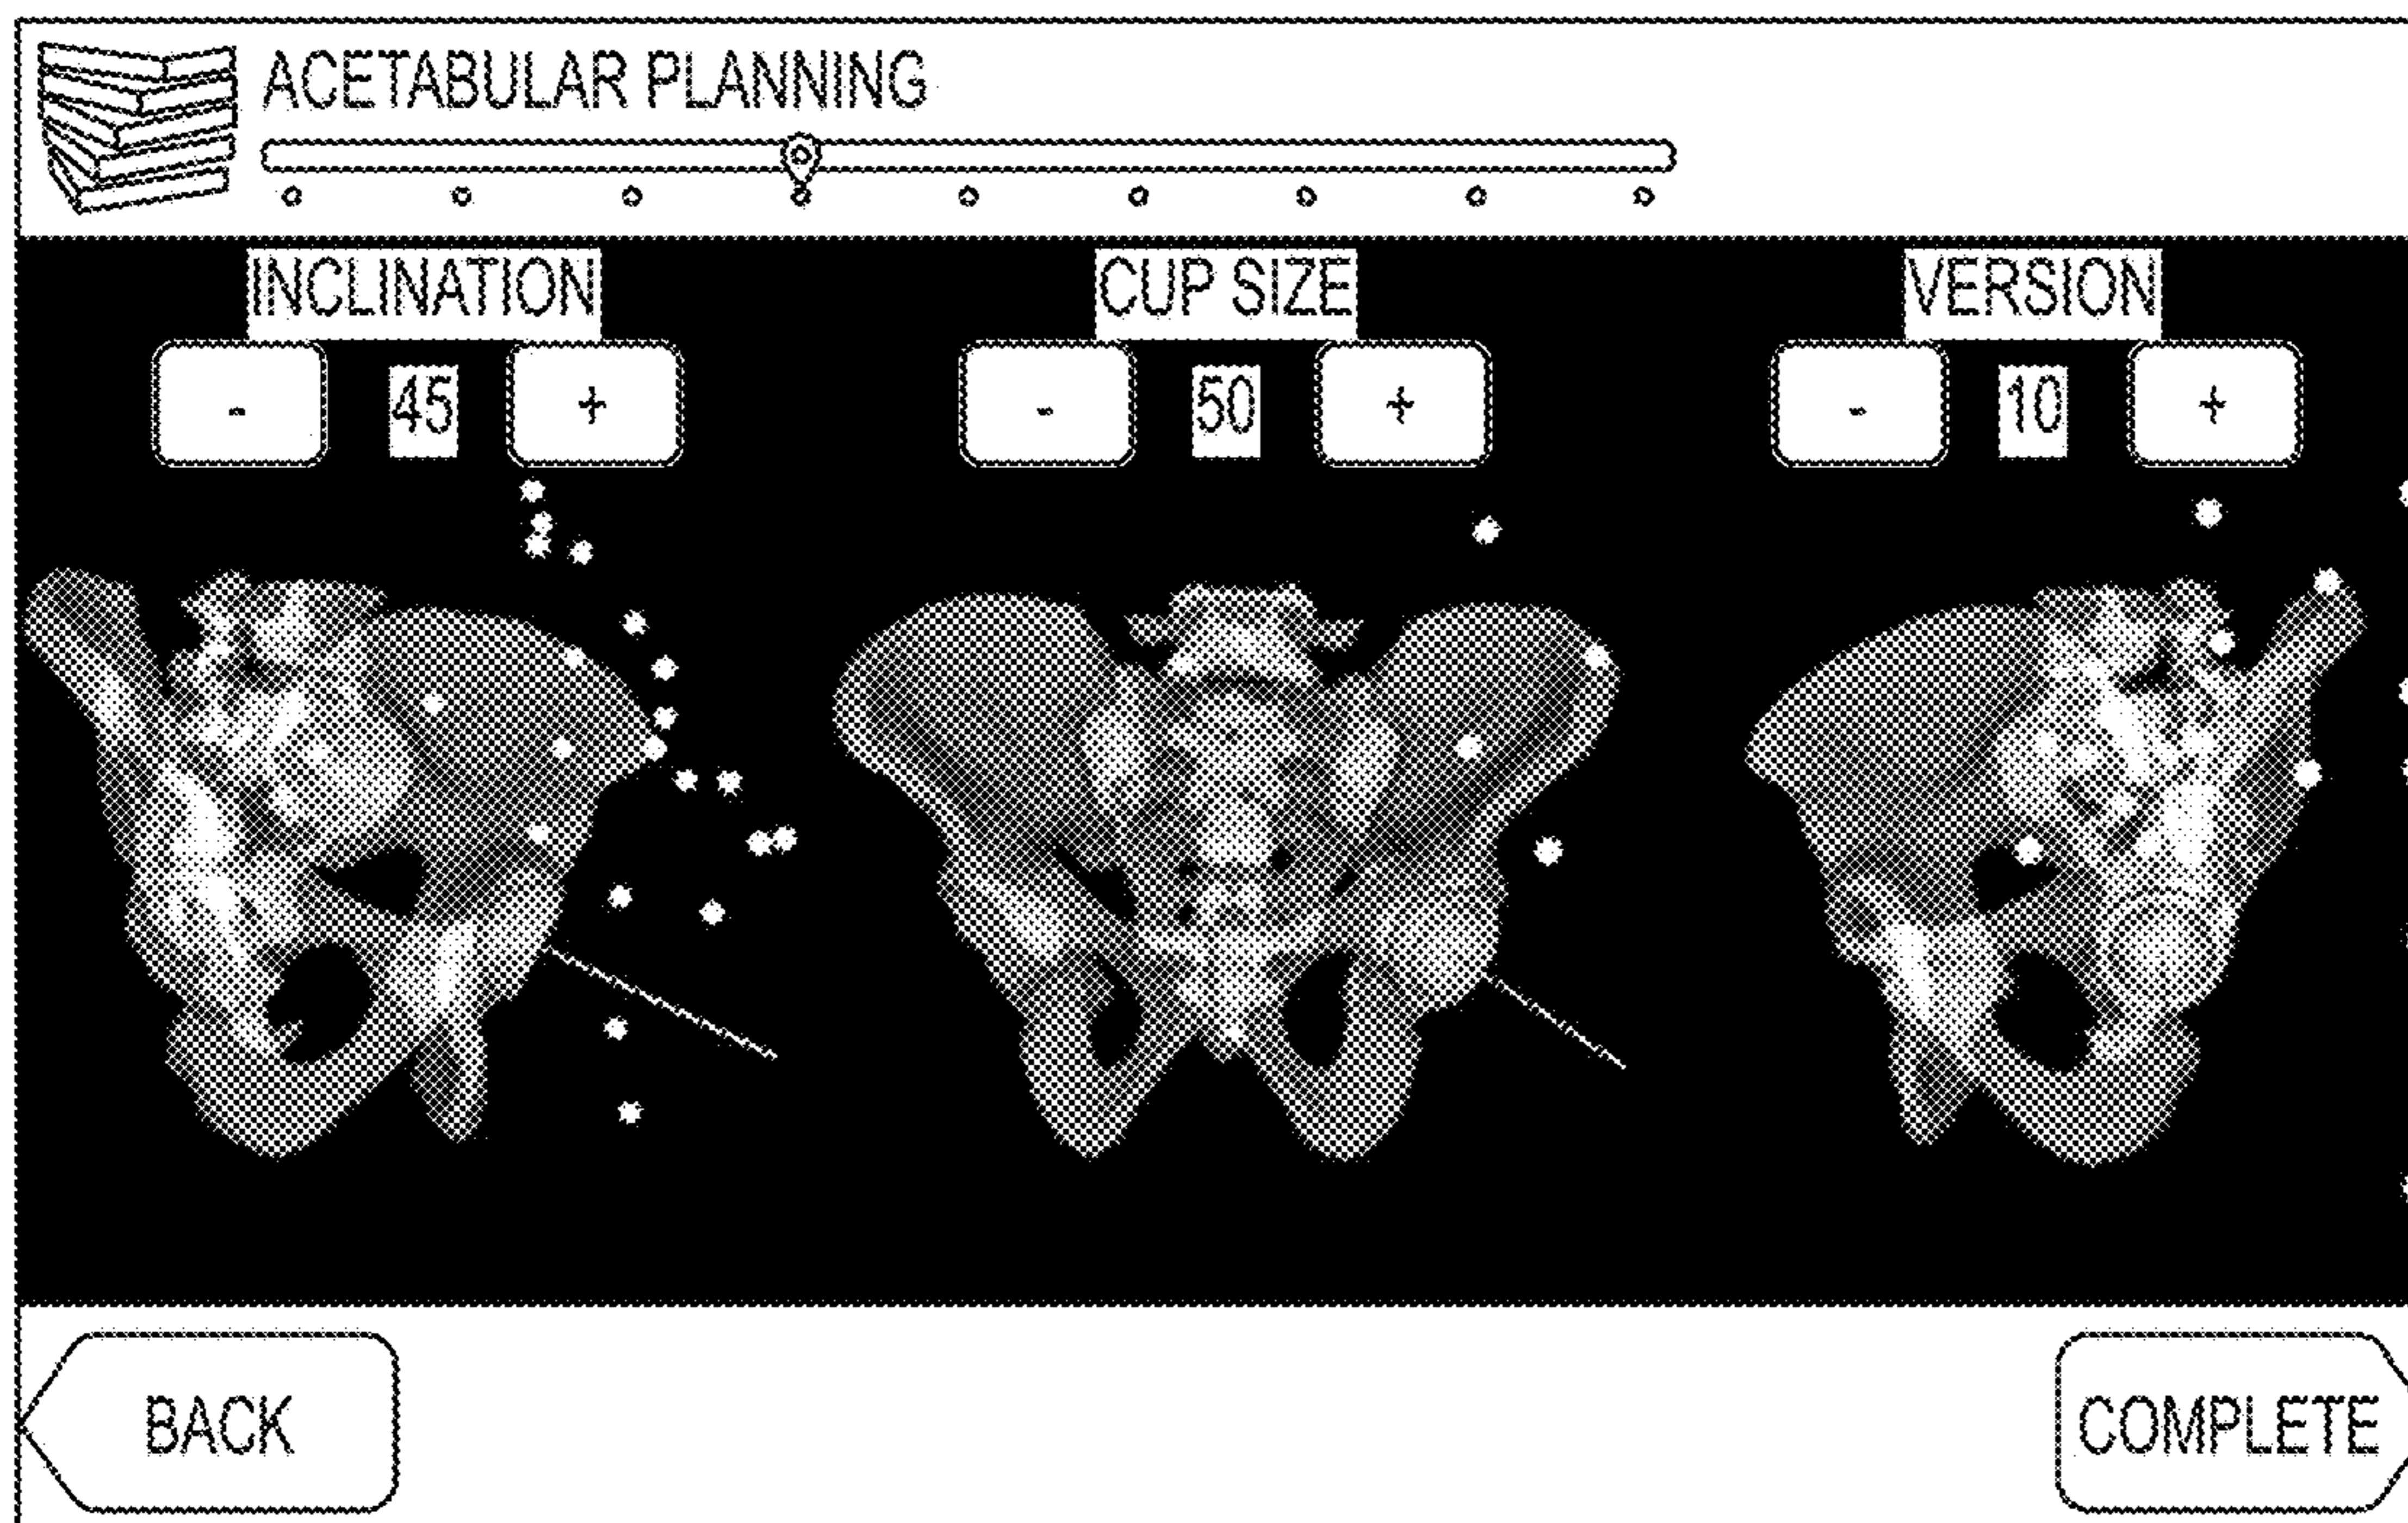 ACETABULAR PLANNING
INCLINATION
- 45 +
CUP SIZE
- 50 +
VERSION
- 10 +
BACK
COMPLETE